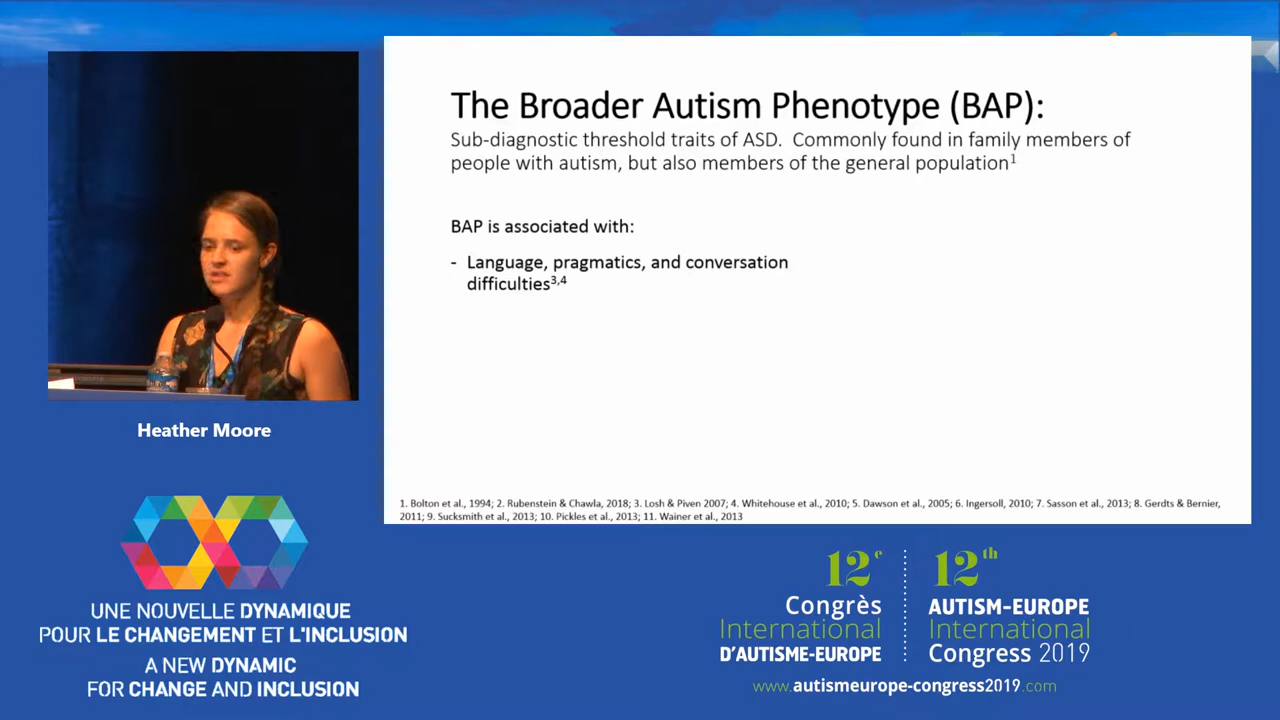 The Broader Autism Phenotype (BAP):
Sub-diagnostic threshold traits of ASD. Commonly found in family members of
people with autism, but also members of the general population1
BAP is associated with:
- Language, pragmatics, and conversation
difficulties3,4
1. Bolton et al., 1994; 2. Rubenstein & Chawla, 2018; 3. Losh & Piven 2007; 4. Whitehouse et al., 2010; 5. Dawson et al., 2005; 6. Ingersoll, 2010; 7. Sasson et al., 2013; 8. Gerdts & Bernier,
2011; 9. Sucksmith et al., 2013; 10. Pickles et al., 2013; 11. Wainer et al., 2013
Heather Moore
UNE NOUVELLE DYNAMIQUE
POUR LE CHANGEMENT ET L'INCLUSION
A NEW DYNAMIC
FOR CHANGE AND INCLUSION
12e
Congrès
International
D'AUTISME-EUROPE
12th
AUTISM-EUROPE
International
Congress 2019
www.autismeurope-congress2019.com